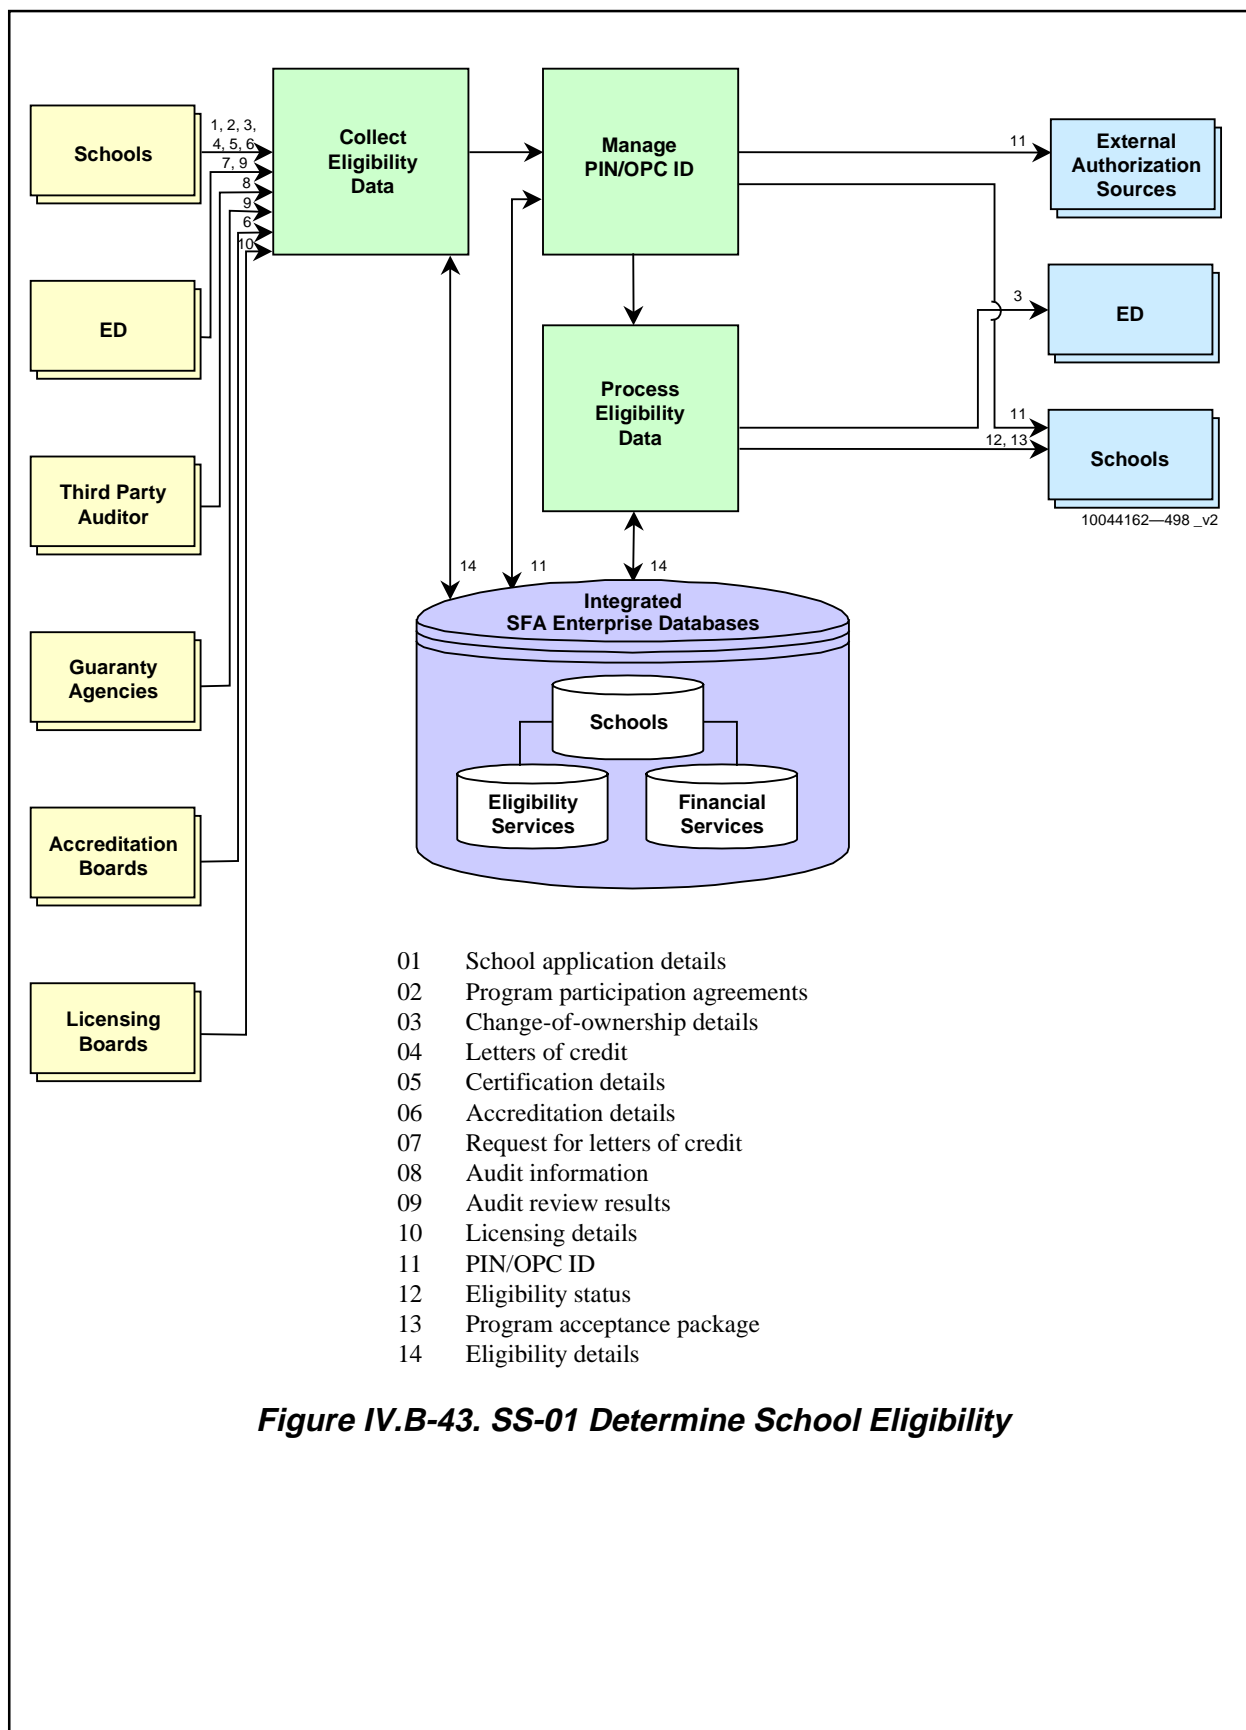 Schools
1, 2, 3,
4, 5, 6
7, 9
8
9
6
10
Collect
Eligibility
Data
Manage
PIN/OPC ID
11
External
Authorization
Sources
ED
3
ED
Process
Eligibility
Data
11
12, 13
Schools
10044162—498 _v2
Third Party
Auditor
14
11
14
Integrated
SFA Enterprise Databases
Guaranty
Agencies
Schools
Eligibility
Services
Financial
Services
Accreditation
Boards
Licensing
Boards
01 School application details
02 Program participation agreements
03 Change-of-ownership details
04 Letters of credit
05 Certification details
06 Accreditation details
07 Request for letters of credit
08 Audit information
09 Audit review results
10 Licensing details
11 PIN/OPC ID
12 Eligibility status
13 Program acceptance package
14 Eligibility details
Figure IV.B-43. SS-01 Determine School Eligibility